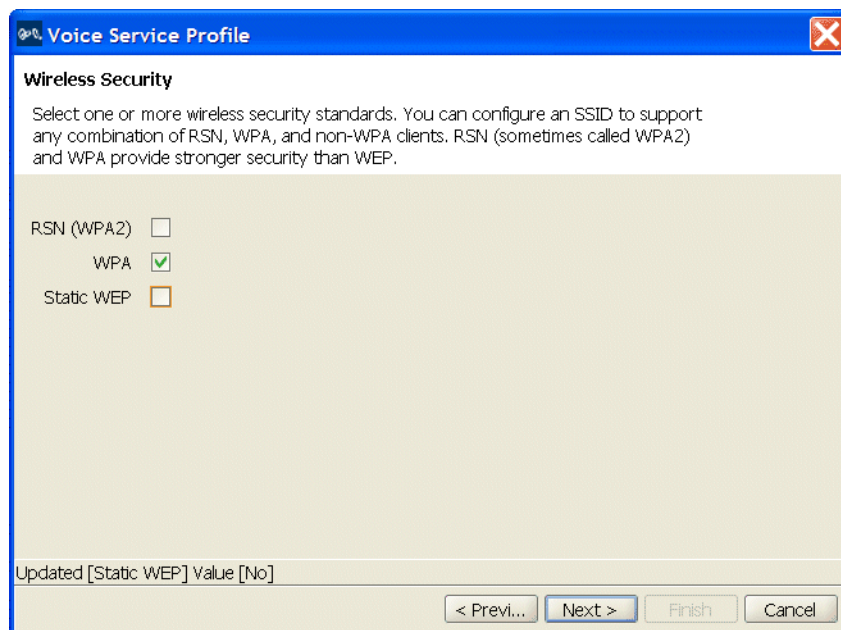 Voice Service Profile
Wireless Security
Select one or more wireless security standards. You can configure an SSID to support
any combination of RSN, WPA, and non-WPA clients. RSN (sometimes called WPA2)
and WPA provide stronger security than WEP.
RSN (WPA2)
WPA
Static WEP
Updated [Static WEP] Value [No]
< Previ... Next > Finish Cancel